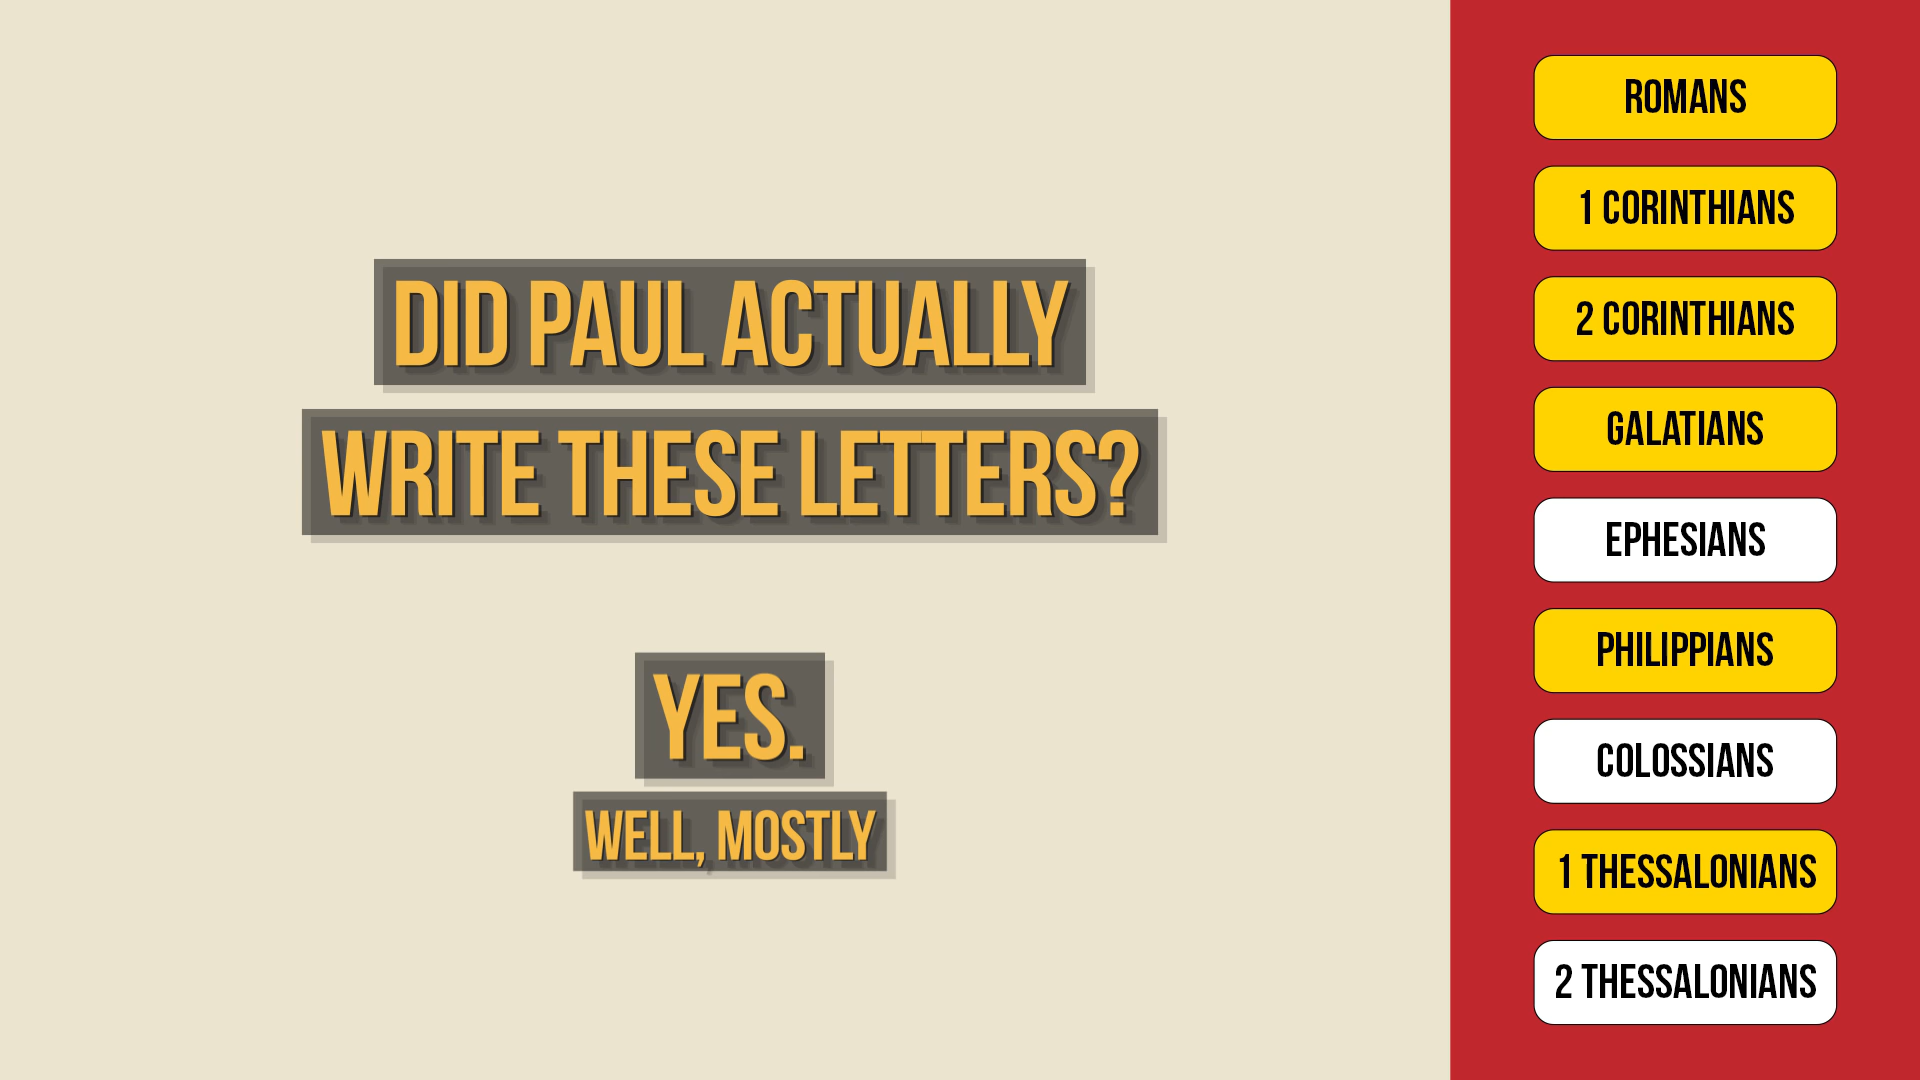 DID PAUL ACTUALLY
WRITE THESE LETTERS?
YES.
WELL, MOSTLY
ROMANS
1 CORINTHIANS
2 CORINTHIANS
GALATIANS
EPHESIANS
PHILIPPIANS
COLOSSIANS
1 THESSALONIANS
2 THESSALONIANS